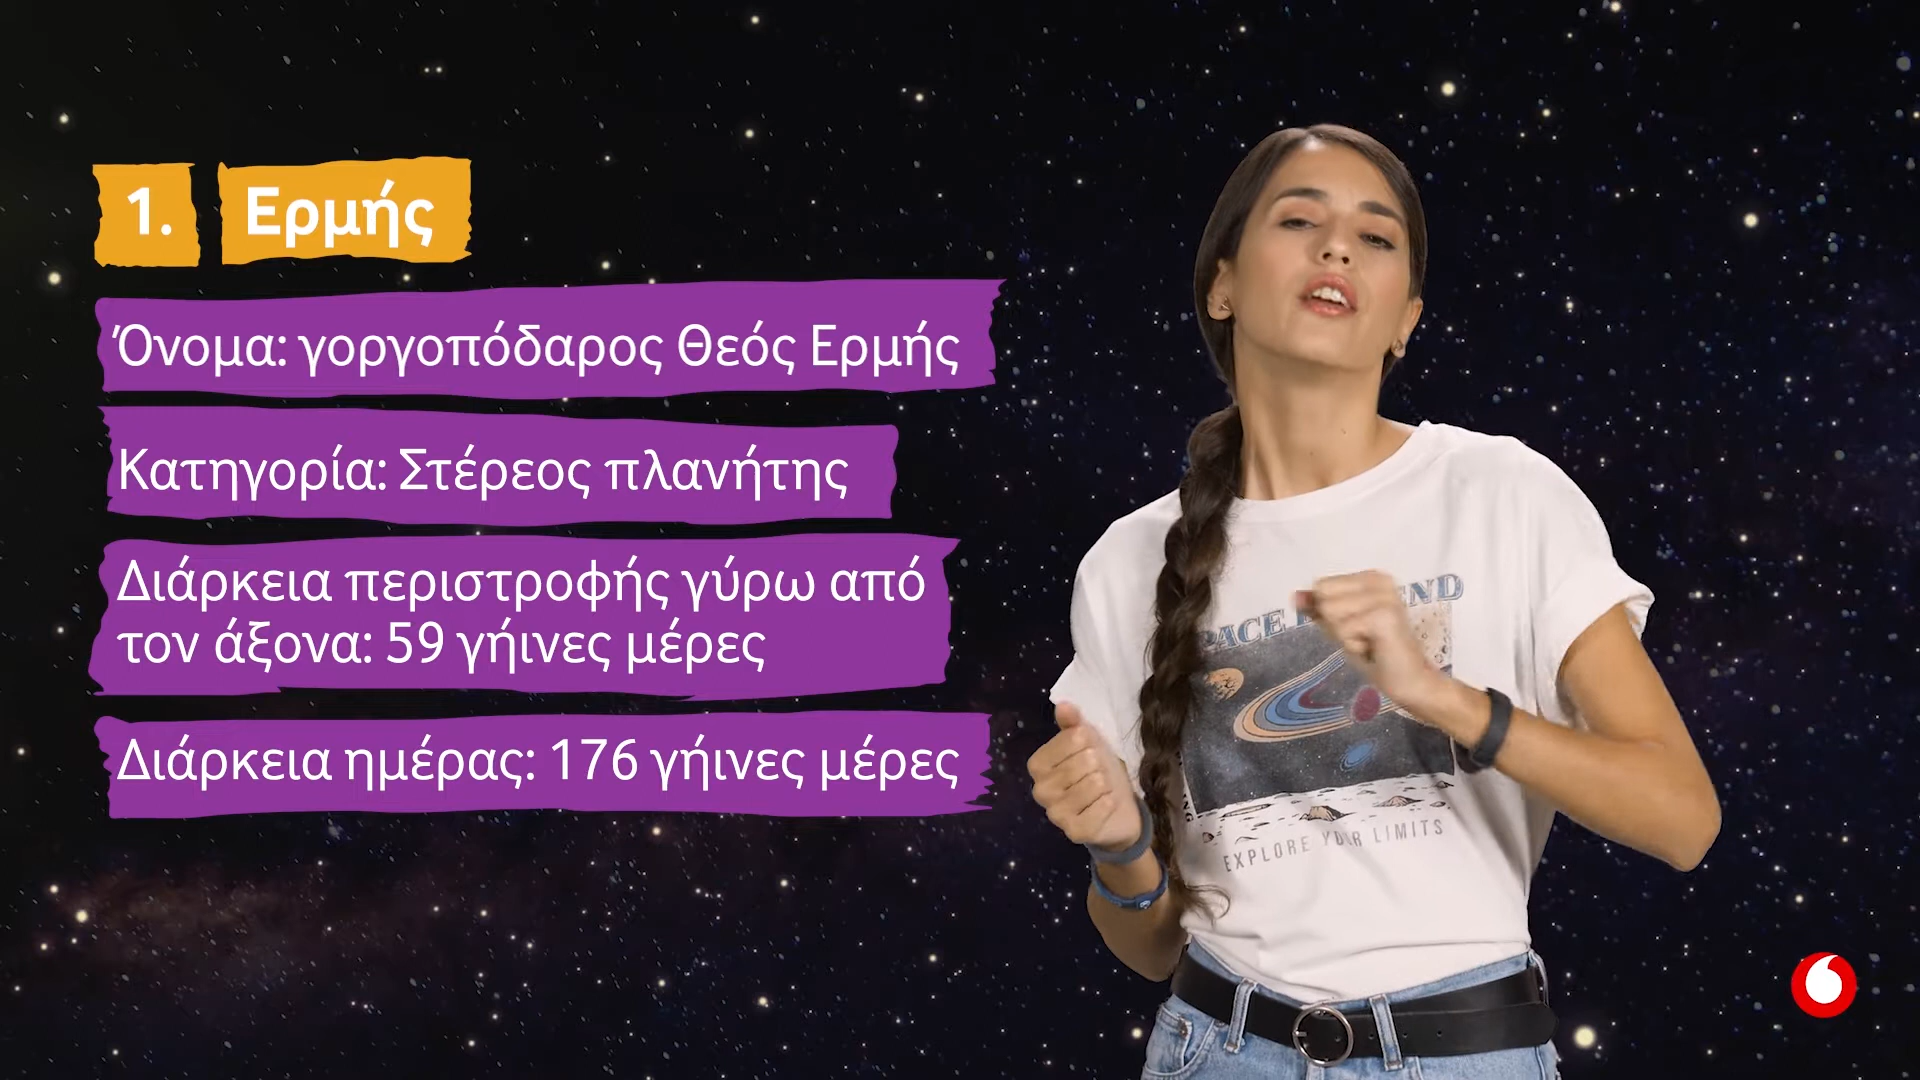 1. Ερμής
Όνομα: γοργοπόδαρος Θεός Ερμής
Κατηγορία: Στέρεος πλανήτης
Διάρκεια περιστροφής γύρω από
τον άξονα: 59 γήινες μέρες
Διάρκεια ημέρας: 176 γήινες μέρες
EXPLORE YOUR LIMITS